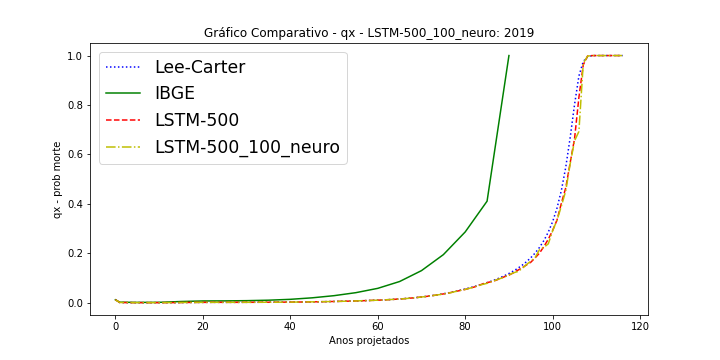 Gráfico Comparativo - qx - LSTM-500_100_neuro: 2019
Lee-Carter
IBGE
LSTM-500
LSTM-500_100_neuro
qx - prob morte
1.0
0.8
0.6
0.4
0.2
0.0
0 20 40 60 80 100 120
Anos projetados